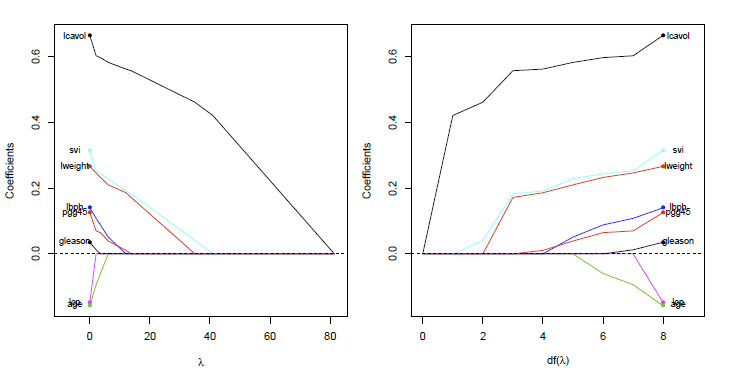 Coefficients
0.6
0.4
0.2
0.0
lcavol
svi
lweight
lbph
pgg45
gleason
lcp
age
0 20 40 60 80
λ
Coefficients
0.6
0.4
0.2
0.0
lcavol
svi
lweight
lbph
pgg45
gleason
lcp
age
0 2 4 6 8
df(λ)